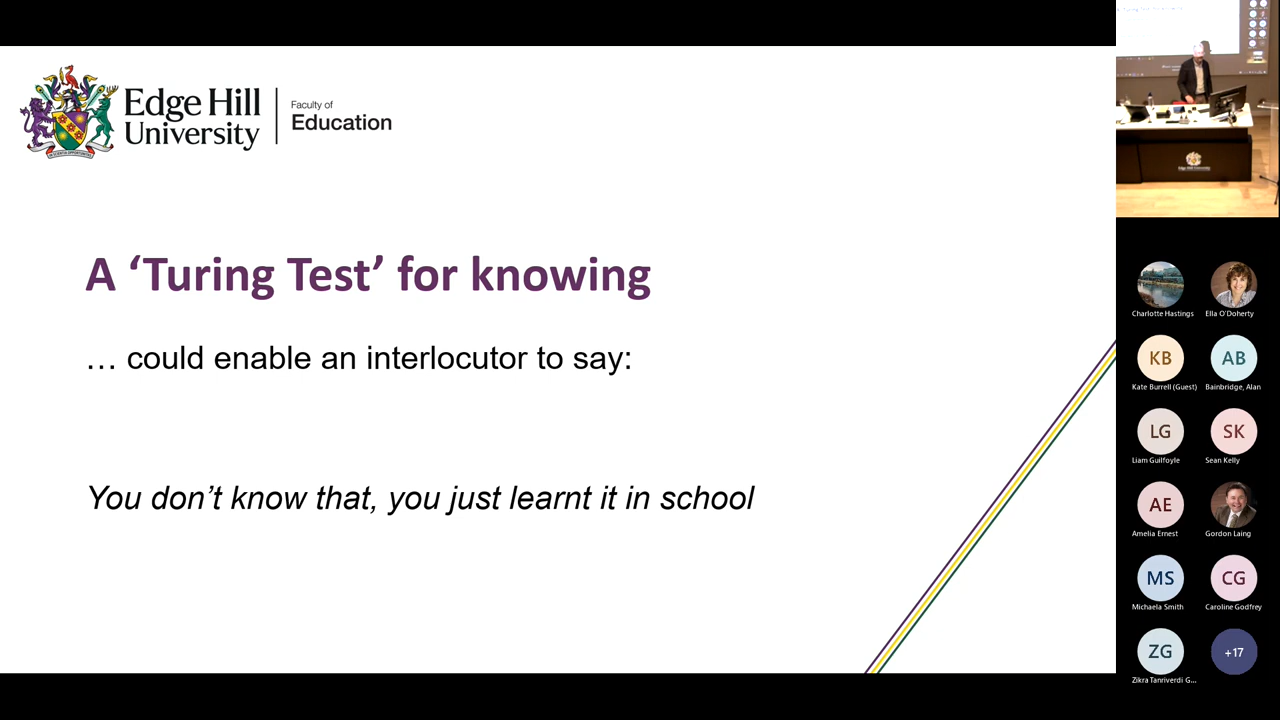 Edge Hill
University
Faculty of
Education
A ‘Turing Test’ for knowing
… could enable an interlocutor to say:
You don’t know that, you just learnt it in school
Charlotte Hastings
Ella O'Doherty
KB
AB
Kate Burrell (Guest)
Bainbridge, Alan
LG
SK
Liam Guilfoyle
Sean Kelly
AE
Amelia Ernest
Gordon Laing
MS
CG
Michaela Smith
Caroline Godfrey
ZG
+17
Zikra Tanriverdi G...